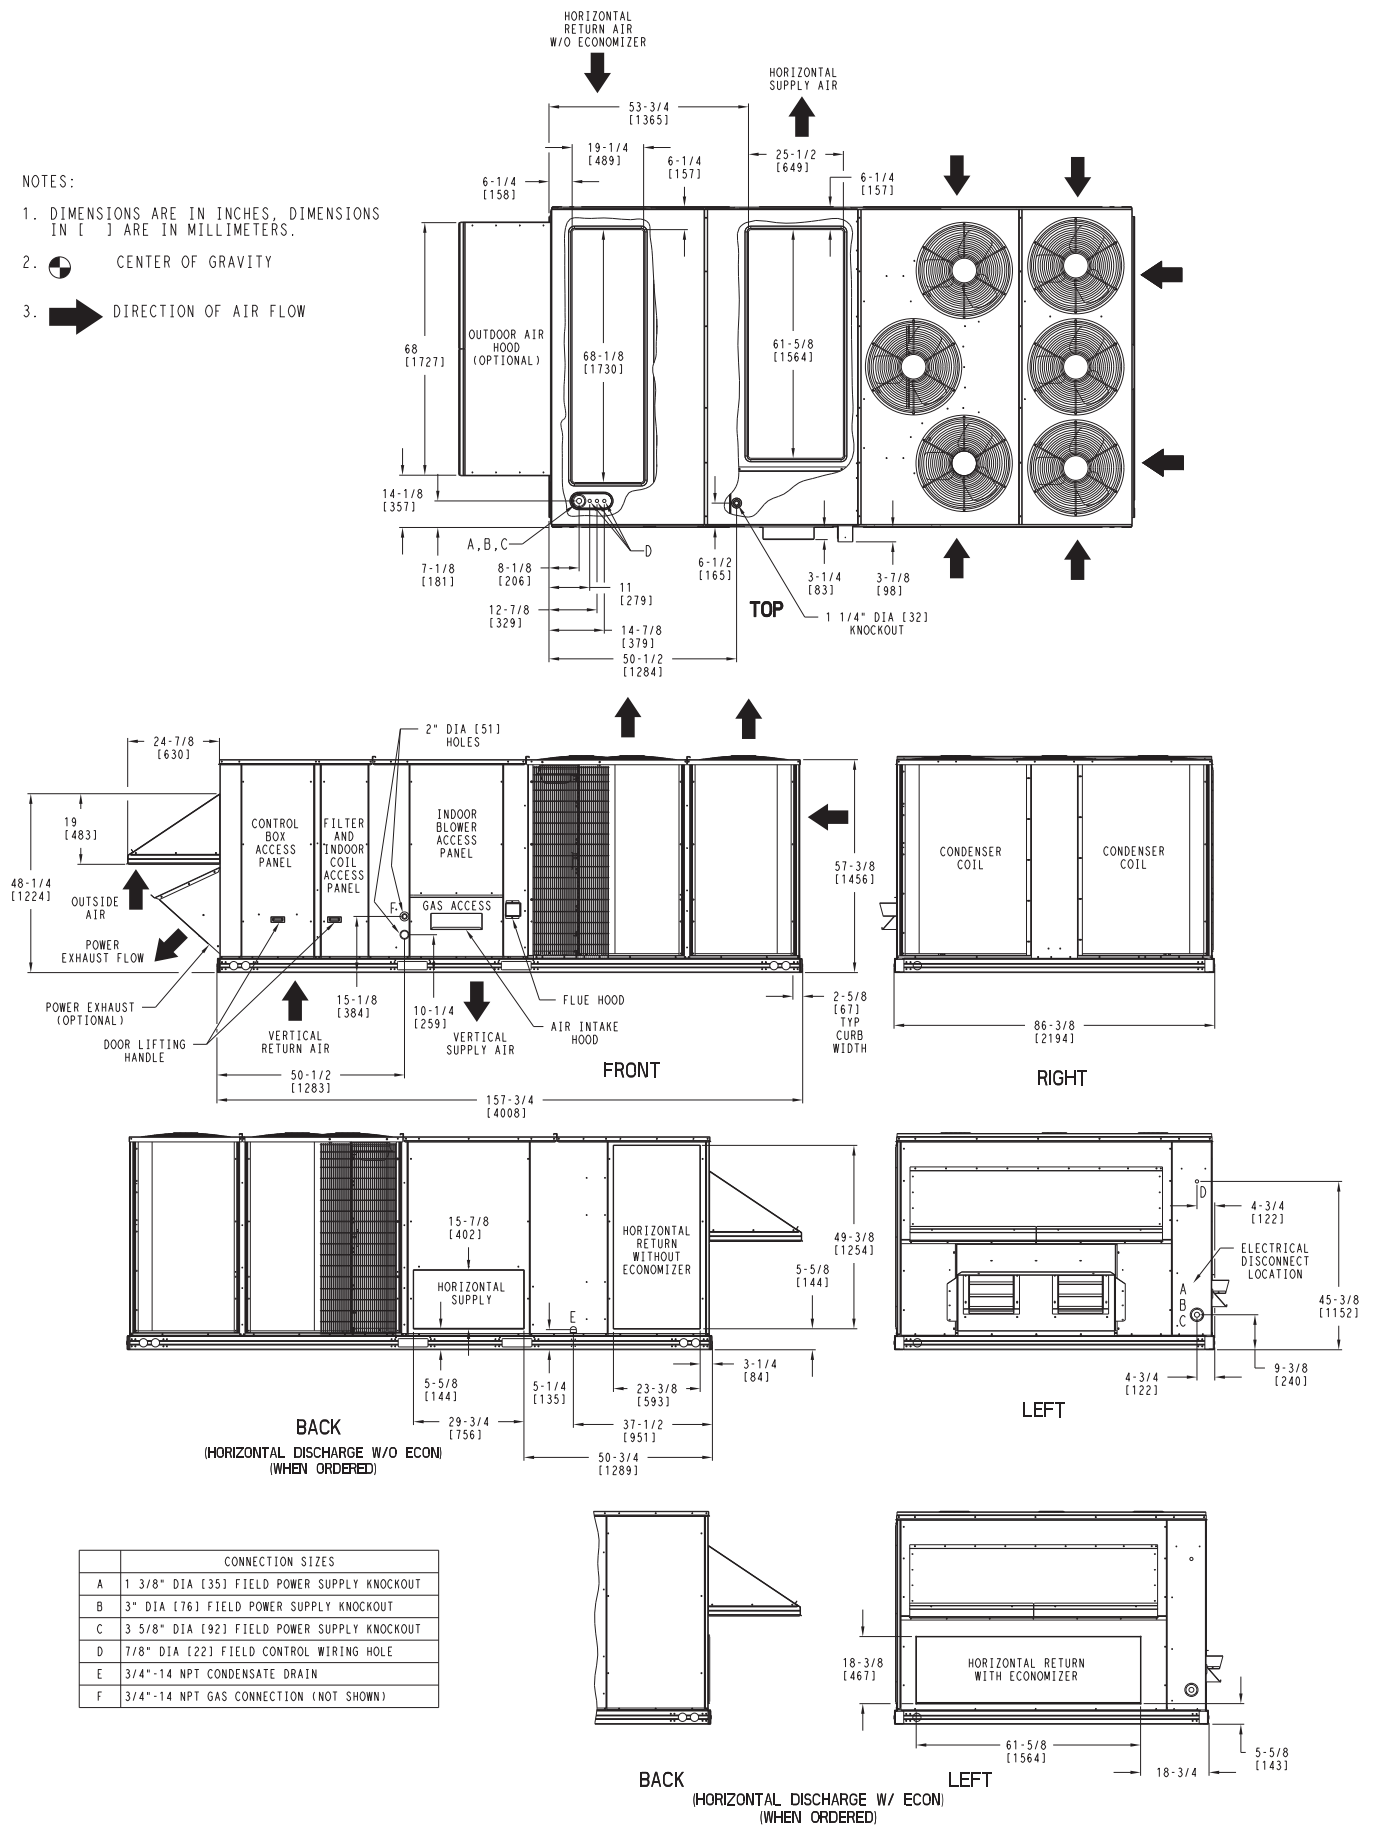 HORIZONTAL
RETURN AIR
W/O ECONOMIZER
HORIZONTAL
SUPPLY AIR
53-3/4
[1365]
19-1/4
[489]
6-1/4
[157]
25-1/2
[649]
6-1/4
[158]
6-1/4
[157]
NOTES:
1. DIMENSIONS ARE IN INCHES, DIMENSIONS
IN [ ] ARE IN MILLIMETERS.
2. CENTER OF GRAVITY
3. DIRECTION OF AIR FLOW
68
[1727]
OUTDOOR AIR
HOOD
(OPTIONAL)
68-1/8
[1730]
61-5/8
[1564]
14-1/8
[357]
A,B,C
D
7-1/8
[181]
8-1/8
[206]
11
[279]
12-7/8
[329]
14-7/8
[379]
50-1/2
[1284]
6-1/2
[165]
3-1/4
[83]
3-7/8
[98]
TOP
1 1/4" DIA [32]
KNOCKOUT
24-7/8
[630]
2" DIA [51]
HOLES
19
[483]
48-1/4
[1224]
CONTROL
BOX
ACCESS
PANEL
FILTER
AND
INDOOR
COIL
ACCESS
PANEL
INDOOR
BLOWER
ACCESS
PANEL
GAS ACCESS
F
57-3/8
[1456]
OUTSIDE
AIR
POWER
EXHAUST FLOW
POWER EXHAUST
(OPTIONAL)
DOOR LIFTING
HANDLE
VERTICAL
RETURN AIR
15-1/8
[384]
10-1/4
[259]
VERTICAL
SUPPLY AIR
FLUE HOOD
AIR INTAKE
HOOD
2-5/8
[67]
TYP
CURB
WIDTH
50-1/2
[1283]
FRONT
157-3/4
[4008]
CONDENSER
COIL
CONDENSER
COIL
86-3/8
[2194]
RIGHT
15-7/8
[402]
HORIZONTAL
SUPPLY
HORIZONTAL
RETURN
WITHOUT
ECONOMIZER
E
49-3/8
[1254]
5-5/8
[144]
5-5/8
[144]
5-1/4
[135]
3-1/4
[84]
23-3/8
[593]
29-3/4
[756]
37-1/2
[951]
50-3/4
[1289]
BACK
(HORIZONTAL DISCHARGE W/O ECON)
(WHEN ORDERED)
D
4-3/4
[122]
ELECTRICAL
DISCONNECT
LOCATION
A
B
C
45-3/8
[1152]
9-3/8
[240]
4-3/4
[122]
LEFT
CONNECTION SIZES
A 1 3/8" DIA [35] FIELD POWER SUPPLY KNOCKOUT
B 3" DIA [76] FIELD POWER SUPPLY KNOCKOUT
C 3 5/8" DIA [92] FIELD POWER SUPPLY KNOCKOUT
D 7/8" DIA [22] FIELD CONTROL WIRING HOLE
E 3/4"-14 NPT CONDENSATE DRAIN
F 3/4"-14 NPT GAS CONNECTION (NOT SHOWN)
18-3/8
[467]
HORIZONTAL RETURN
WITH ECONOMIZER
61-5/8
[1564]
5-5/8
[143]
18-3/4
BACK
LEFT
(HORIZONTAL DISCHARGE W/ ECON)
(WHEN ORDERED)